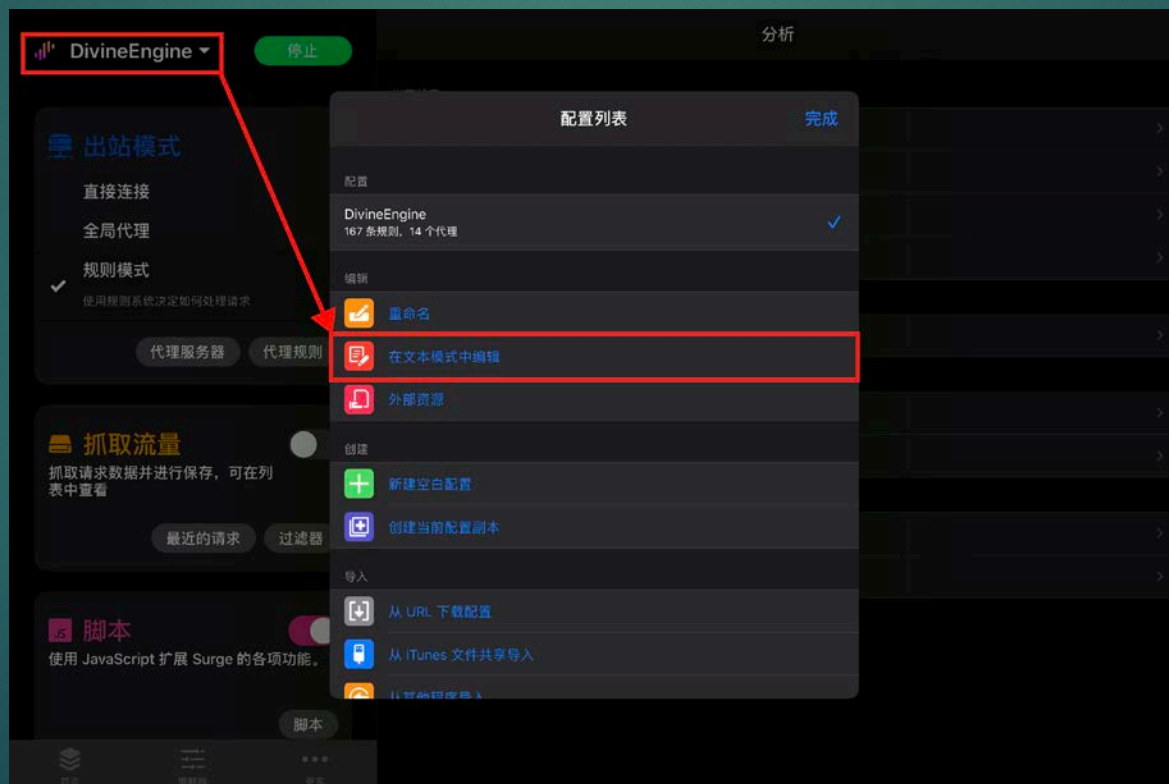 DivineEngine
停止
分析
出站模式
直接连接
全局代理
规则模式
使用规则系统决定如何处理请求
代理服务器
代理规则
抓取流量
抓取请求数据并进行保存，可在列
表中查看
最近的请求
过滤器
脚本
使用 JavaScript 扩展 Surge 的各项功能。
脚本
配置列表
完成
配置
DivineEngine
167 条规则，14 个代理
编辑
重命名
在文本模式中编辑
外部资源
创建
新建空白配置
创建当前配置副本
导入
从 URL 下载配置
从 iTunes 文件共享导入
从其他程序导入